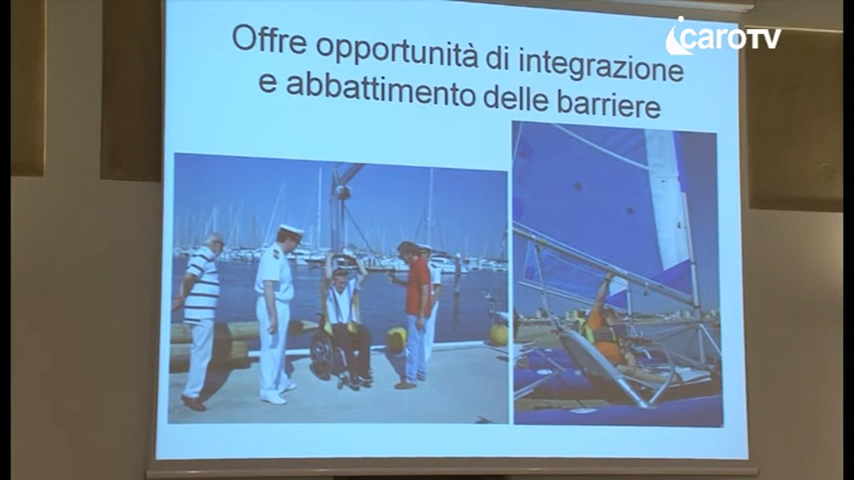 Offre opportunità di integrazione
e abbattimento delle barriere
icaroTV